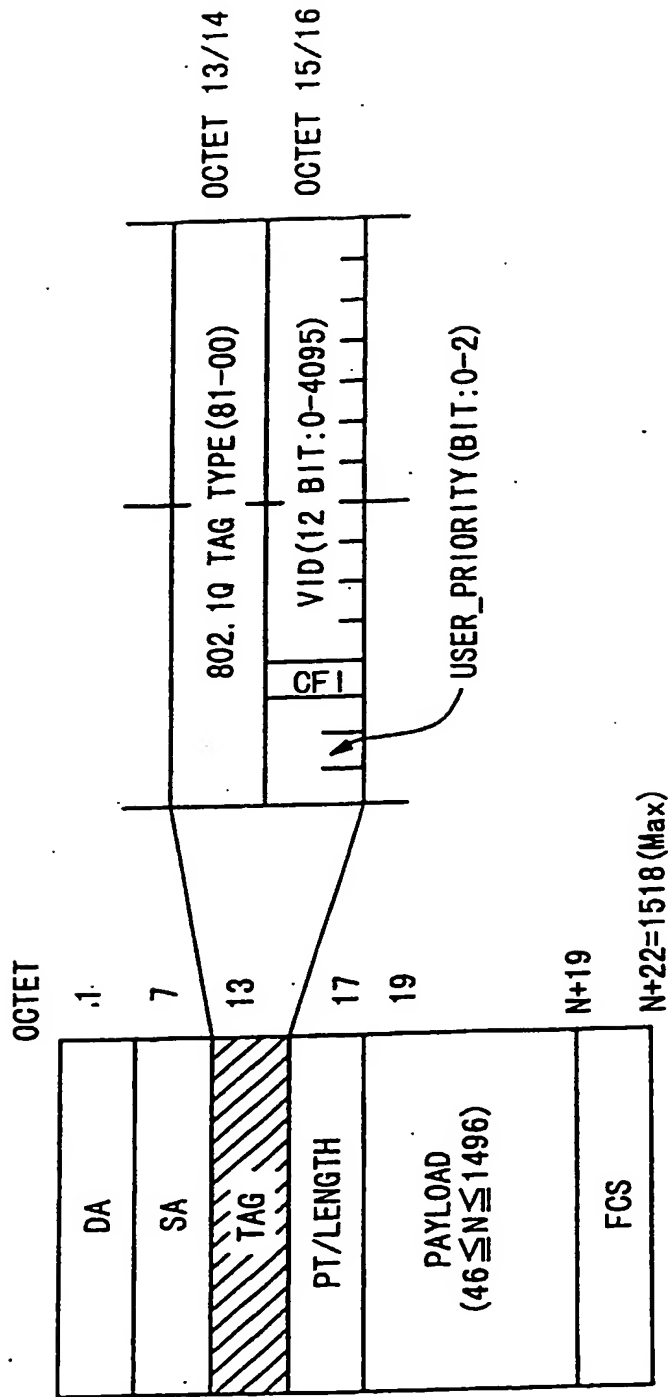 OCTET
DA
1
SA
7
TAG
13
PT/LENGTH
17
PAYLOAD
(46≦N≦1496)
19
FCS
N+19
N+22=1518(Max)
802.1Q TAG TYPE(81-00)
OCTET 13/14
CFI
VID(12 BIT:0-4095)
OCTET 15/16
USER_PRIORITY(BIT:0-2)